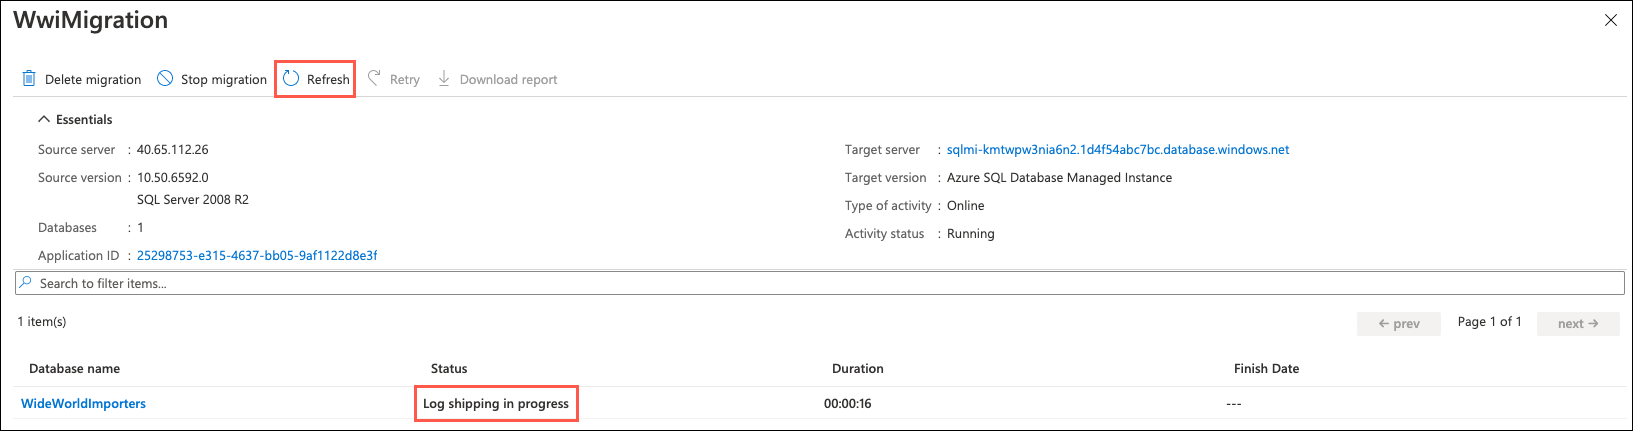 WwiMigration
Delete migration Stop migration Refresh Retry Download report
Essentials
Source server : 40.65.112.26 Target server : sqlmi-kmtwpw3nia6n2.1d4f54abc7bc.database.windows.net
Source version : 10.50.6592.0 Target version : Azure SQL Database Managed Instance
SQL Server 2008 R2 Type of activity : Online
Databases : 1 Activity status : Running
Application ID : 25298753-e315-4637-bb05-9af1122d8e3f
Search to filter items...
1 item(s) ← prev Page 1 of 1 next →
Database name Status Duration Finish Date
WideWorldImporters Log shipping in progress 00:00:16 ---